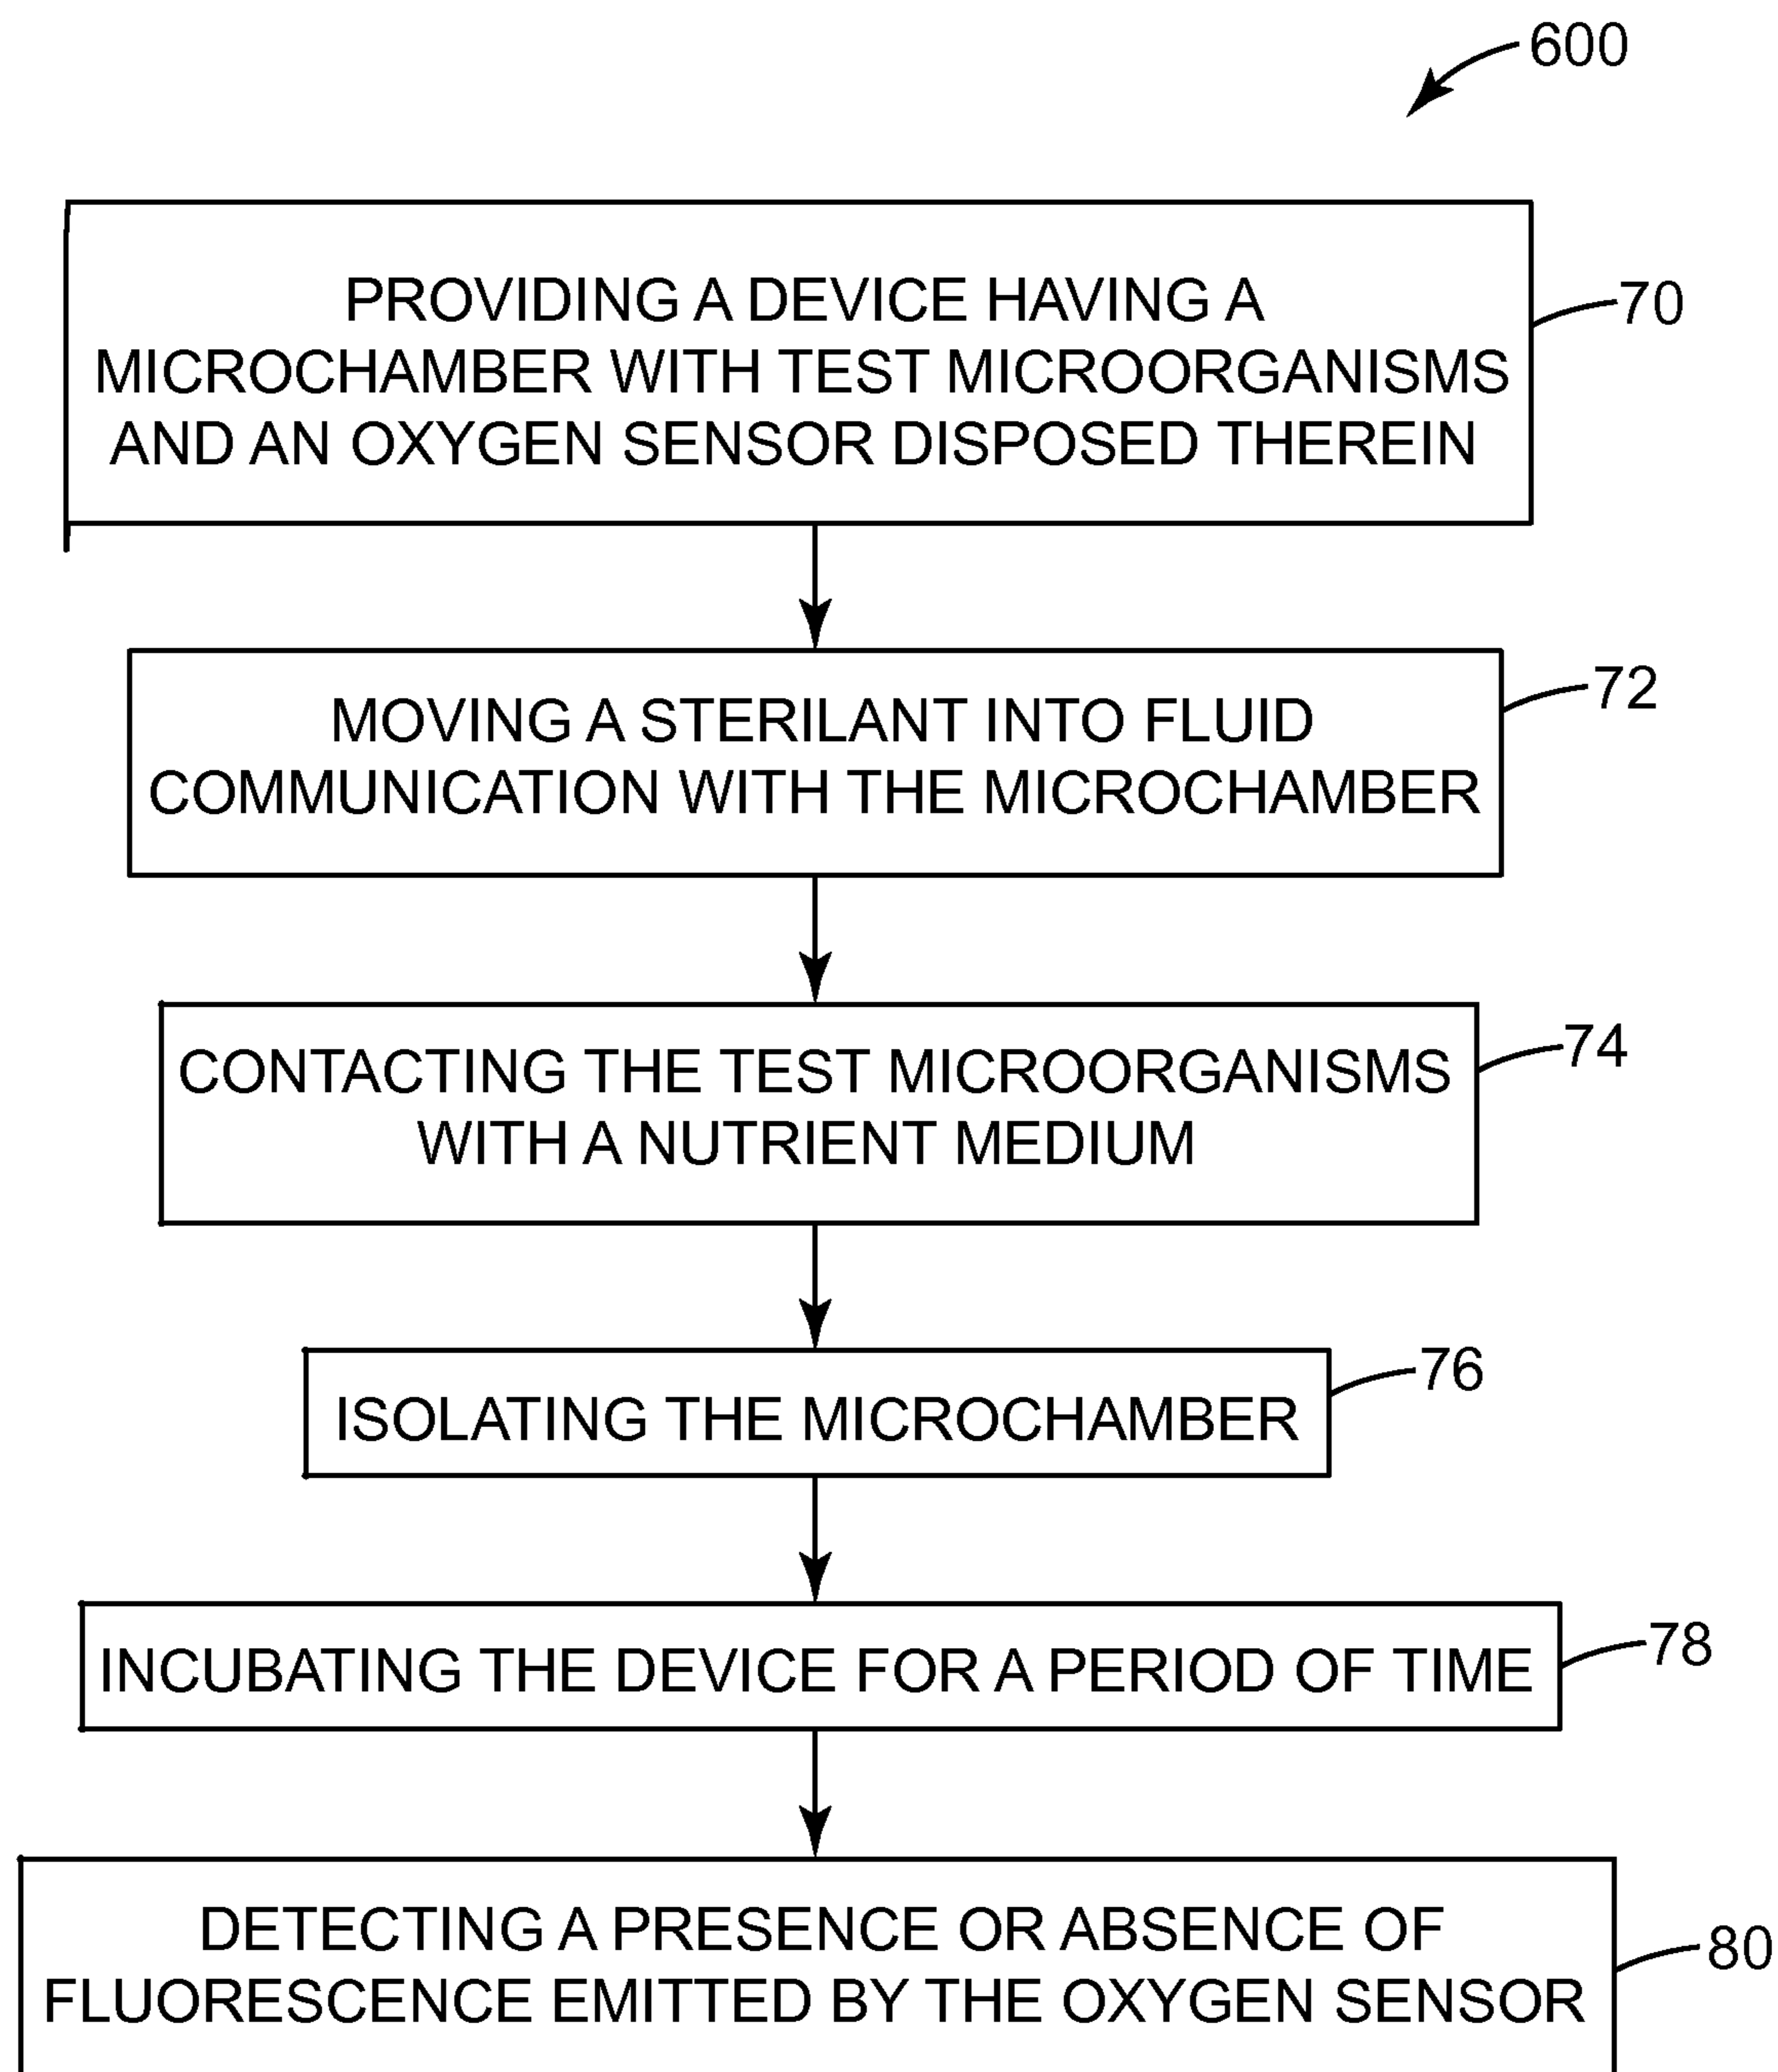 600
PROVIDING A DEVICE HAVING A
MICROCHAMBER WITH TEST MICROORGANISMS
AND AN OXYGEN SENSOR DISPOSED THEREIN
70
MOVING A STERILANT INTO FLUID
COMMUNICATION WITH THE MICROCHAMBER
72
CONTACTING THE TEST MICROORGANISMS
WITH A NUTRIENT MEDIUM
74
ISOLATING THE MICROCHAMBER
76
INCUBATING THE DEVICE FOR A PERIOD OF TIME
78
DETECTING A PRESENCE OR ABSENCE OF
FLUORESCENCE EMITTED BY THE OXYGEN SENSOR
80